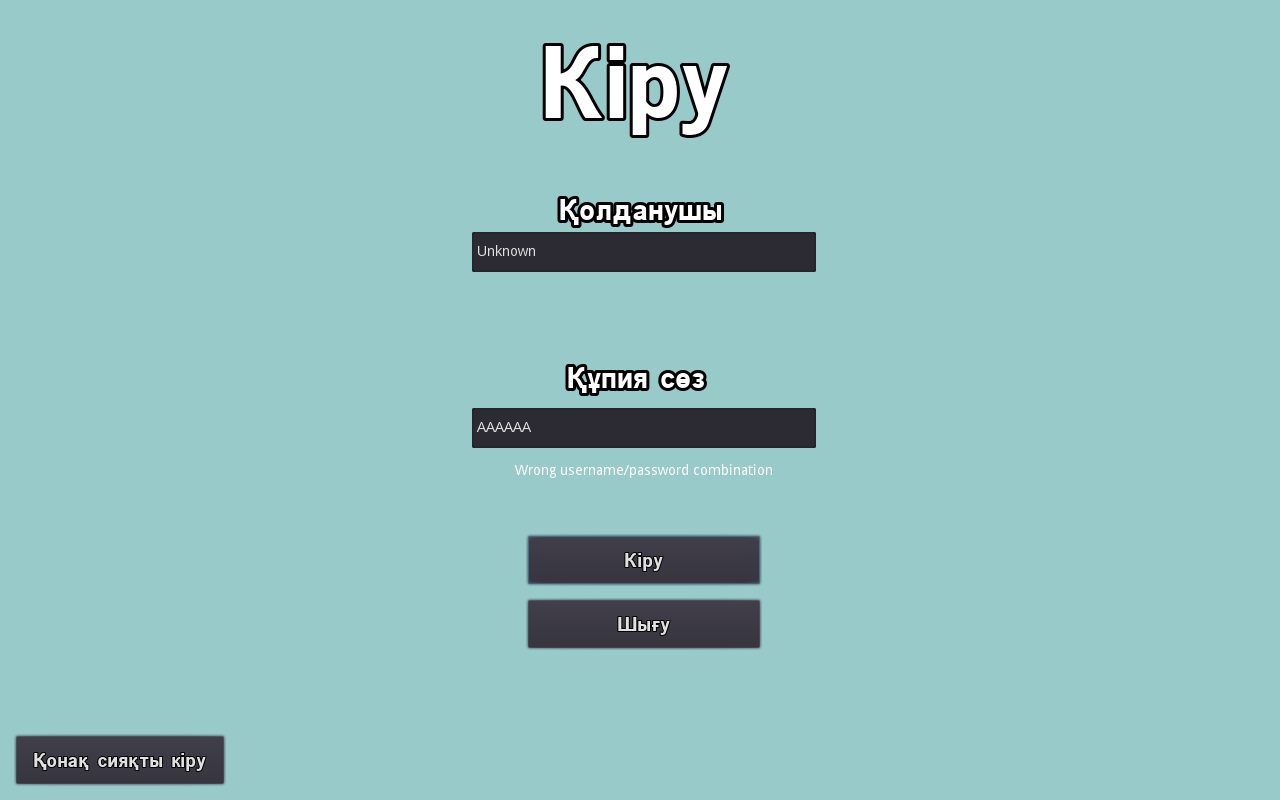 Кіру
Қолданушы
Unknown
Құпия сөз
AAAAAA
Wrong username/password combination
Кіру
Шығу
Қонақ сияқты кіру